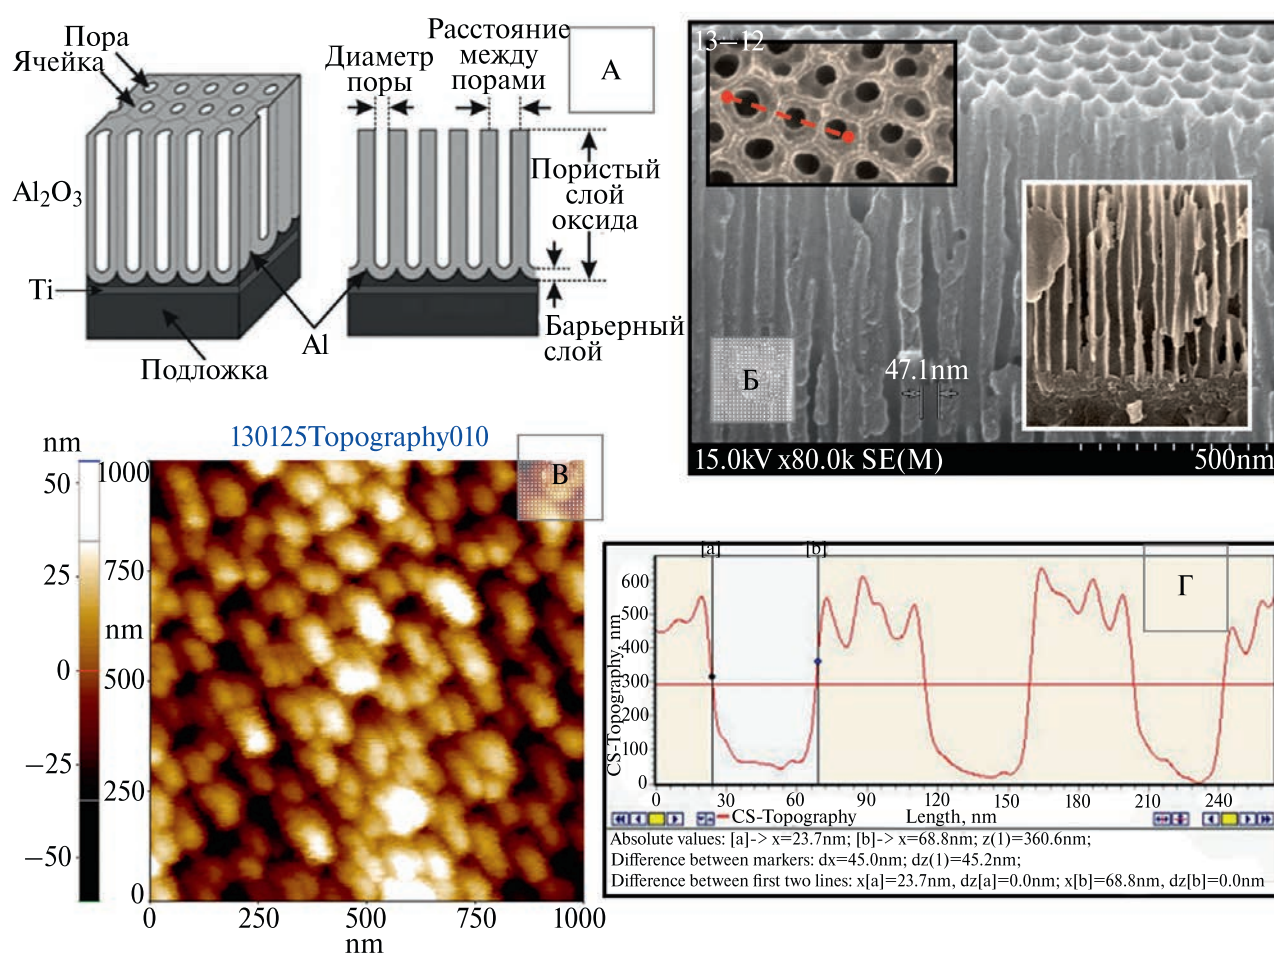 Пора
Ячейка
Al₂O₃
Ti
Подложка
Al
Диаметр
поры
Расстояние
между
порами
А
Пористый
слой
оксида
Барьерный
слой
13–12
Б
47.1nm
15.0kV x80.0k SE(M)
500nm
130125Topography010
В
nm
50
25
0
−25
−50
1000
750
nm
500
250
0
0
250
500
750
1000
nm
[a]
[b]
Г
CS-Topography, nm
600
500
400
300
200
100
0
0
30
60
90
120
150
180
210
240
CS-Topography
Length, nm
Absolute values: [a]-> x=23.7nm; [b]-> x=68.8nm; z(1)=360.6nm;
Difference between markers: dx=45.0nm; dz(1)=45.2nm;
Difference between first two lines: x[a]=23.7nm, dz[a]=0.0nm; x[b]=68.8nm, dz[b]=0.0nm